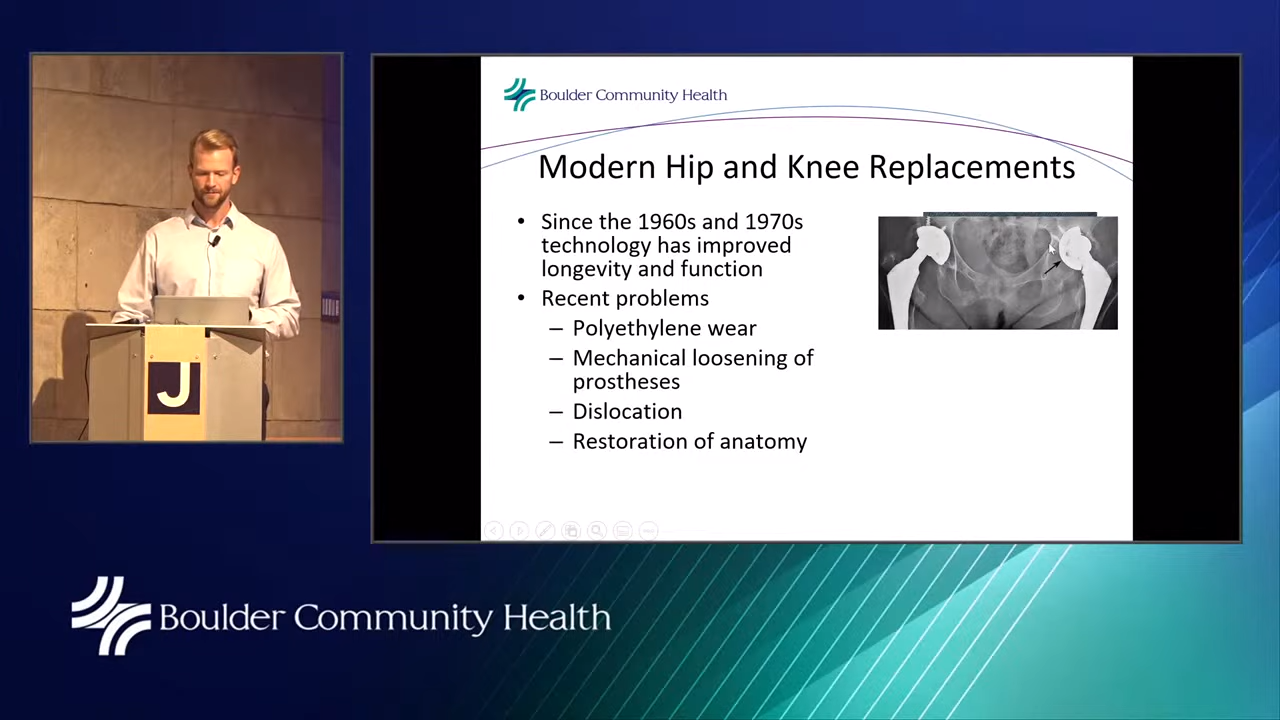 Boulder Community Health
Modern Hip and Knee Replacements
• Since the 1960s and 1970s
technology has improved
longevity and function
• Recent problems
– Polyethylene wear
– Mechanical loosening of
prostheses
– Dislocation
– Restoration of anatomy
J
Boulder Community Health